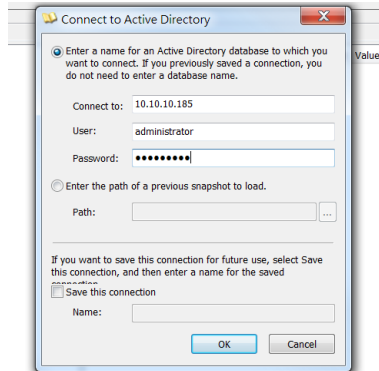 Connect to Active Directory
Enter a name for an Active Directory database to which you
want to connect. If you previously saved a connection, you
do not need to enter a database name.
Value
Connect to: 10.10.10.185
User: administrator
Password: •••••••••
Enter the path of a previous snapshot to load.
Path: ...
If you want to save this connection for future use, select Save
this connection, and then enter a name for the saved
Save this connection
Name:
OK Cancel